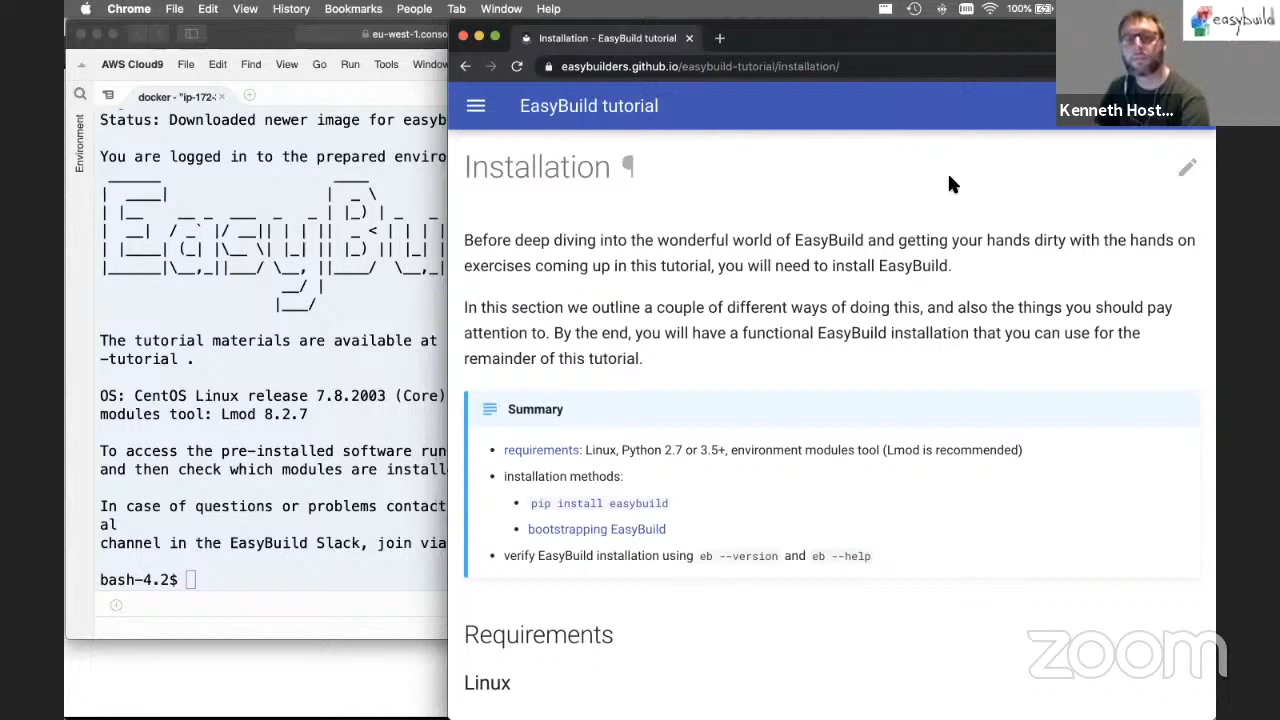 Chrome File Edit View History Bookmarks People Tab Window Help 100%
easybuild
Kenneth Host...
eu-west-1.conso
AWS Cloud9 File Edit Find View Go Run Tools Window
docker - "ip-172-
Environment
Status: Downloaded newer image for easyb
You are logged in to the prepared enviro
The tutorial materials are available at
-tutorial .
OS: CentOS Linux release 7.8.2003 (Core)
modules tool: Lmod 8.2.7
To access the pre-installed software run
and then check which modules are install
In case of questions or problems contact
al
channel in the EasyBuild Slack, join via
bash-4.2$
Installation - EasyBuild tutorial
easybuilders.github.io/easybuild-tutorial/installation/
EasyBuild tutorial
Installation ¶
Before deep diving into the wonderful world of EasyBuild and getting your hands dirty with the hands on
exercises coming up in this tutorial, you will need to install EasyBuild.
In this section we outline a couple of different ways of doing this, and also the things you should pay
attention to. By the end, you will have a functional EasyBuild installation that you can use for the
remainder of this tutorial.
Summary
• requirements: Linux, Python 2.7 or 3.5+, environment modules tool (Lmod is recommended)
• installation methods:
• pip install easybuild
• bootstrapping EasyBuild
• verify EasyBuild installation using eb --version and eb --help
Requirements
Linux
zoom